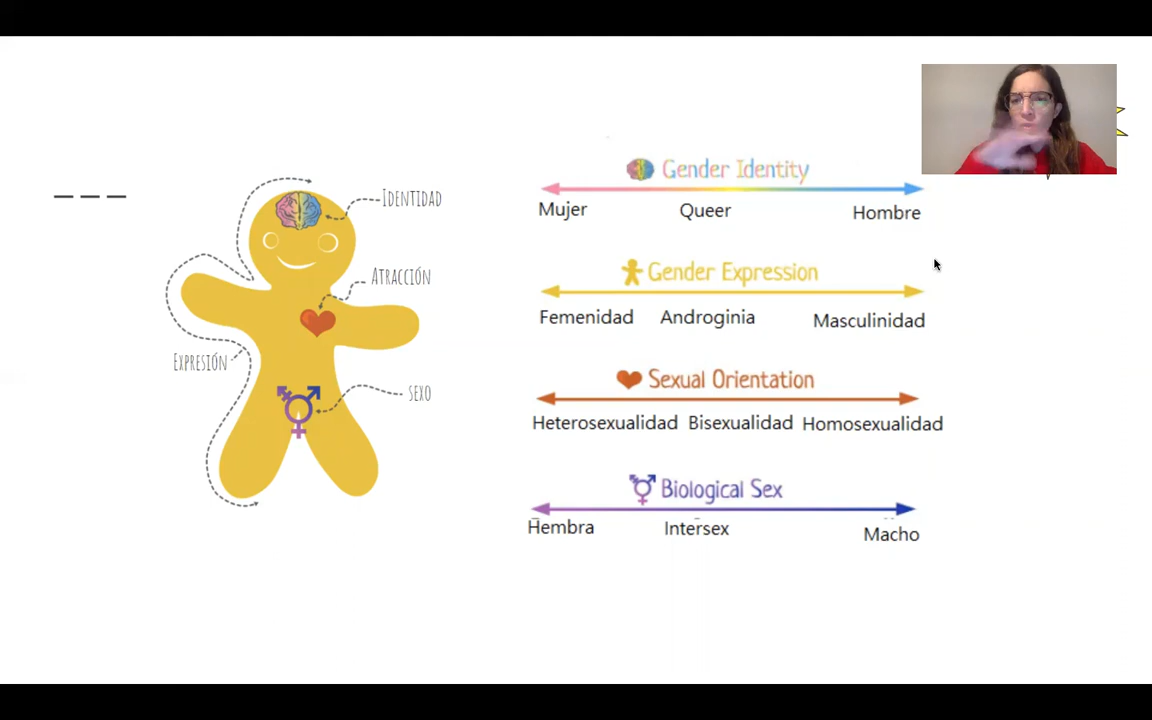 Identidad
Atracción
Expresión
sexo
Gender Identity
Mujer Queer Hombre
Gender Expression
Femenidad Androginia Masculinidad
Sexual Orientation
Heterosexualidad Bisexualidad Homosexualidad
Biological Sex
Hembra Intersex Macho